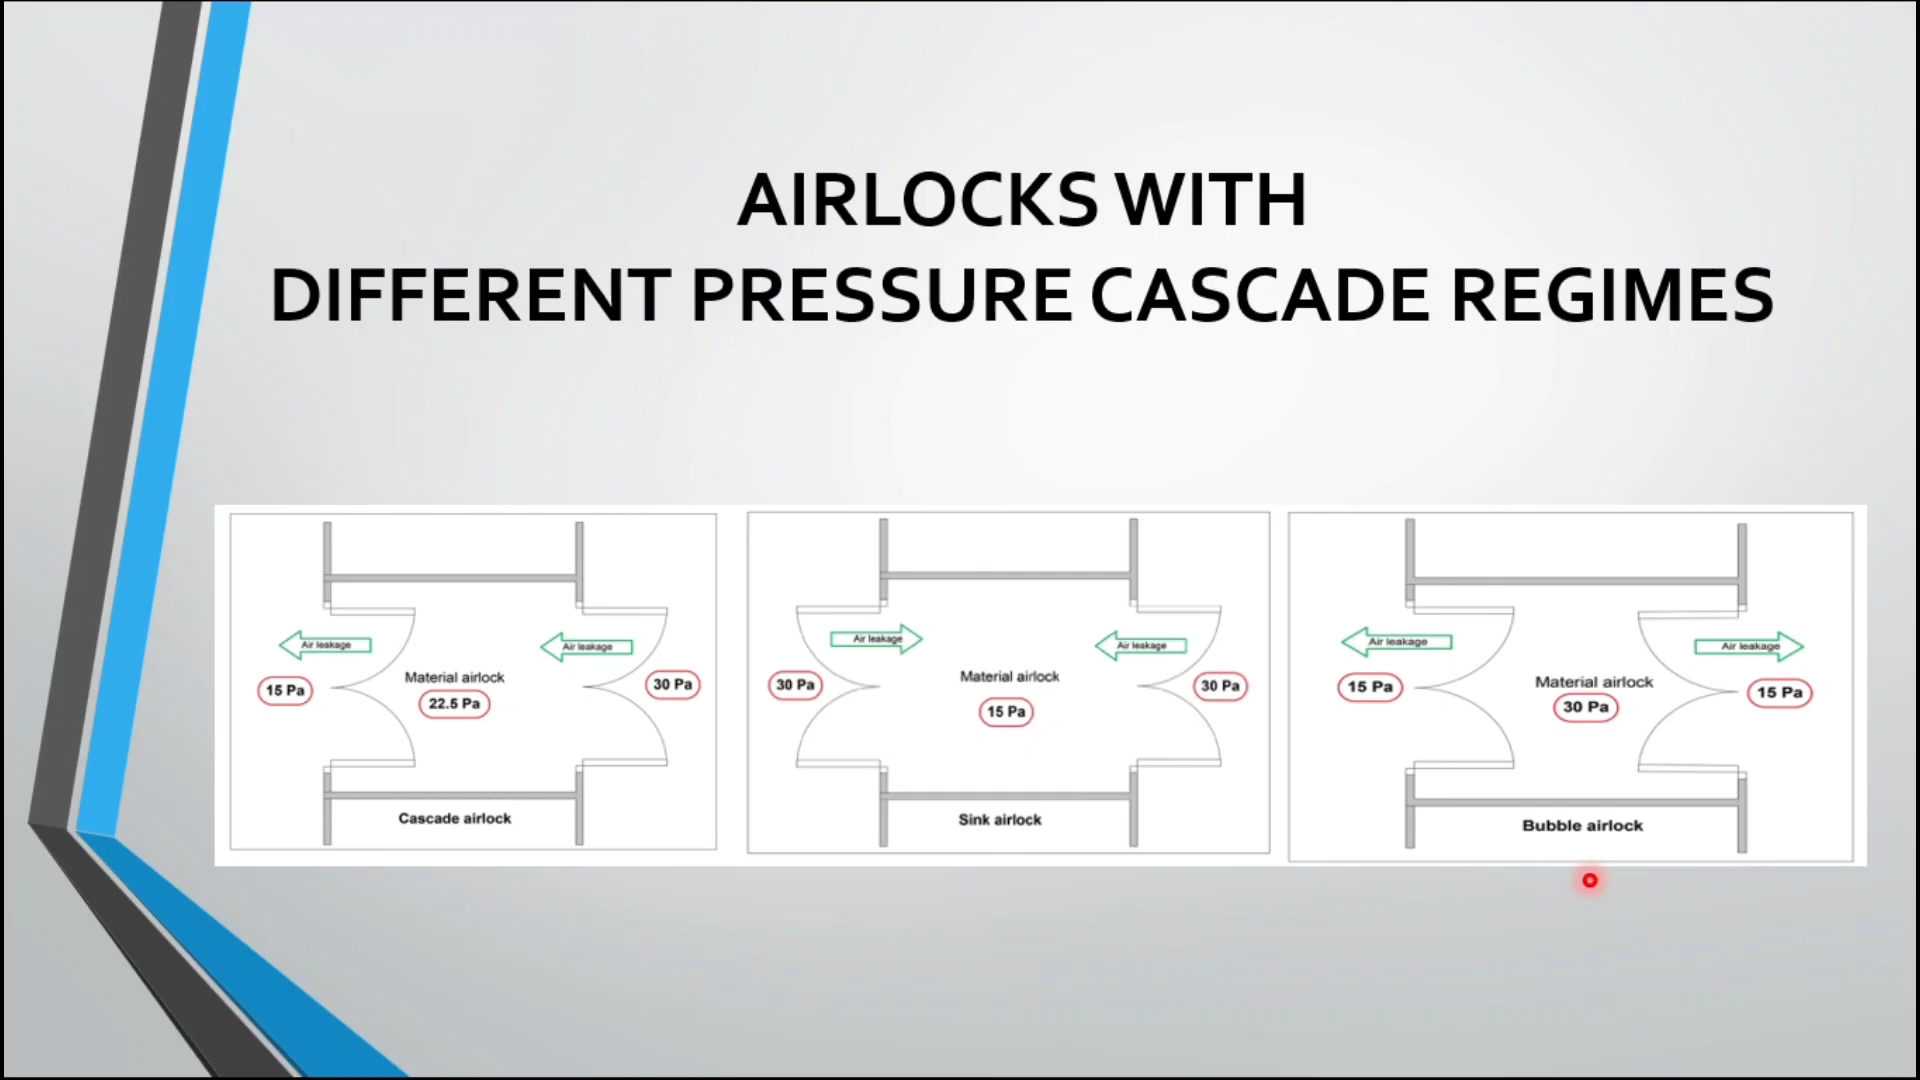 AIRLOCKS WITH
DIFFERENT PRESSURE CASCADE REGIMES
Air leakage
Air leakage
15 Pa
Material airlock
22.5 Pa
30 Pa
Cascade airlock
Air leakage
Air leakage
30 Pa
Material airlock
15 Pa
30 Pa
Sink airlock
Air leakage
Air leakage
15 Pa
Material airlock
30 Pa
15 Pa
Bubble airlock